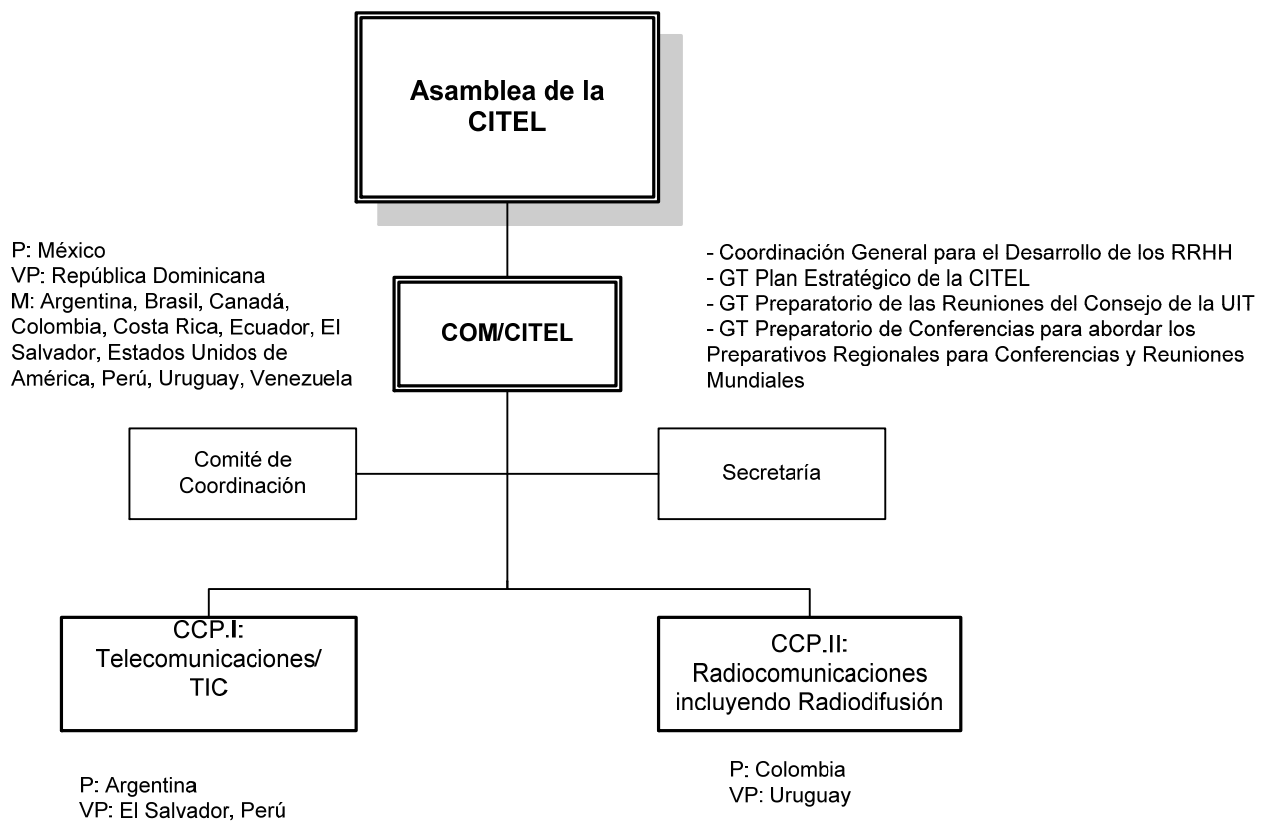 Asamblea de la
CITEL
P: México
VP: República Dominicana
M: Argentina, Brasil, Canadá,
Colombia, Costa Rica, Ecuador, El
Salvador, Estados Unidos de
América, Perú, Uruguay, Venezuela
COM/CITEL
- Coordinación General para el Desarrollo de los RRHH
- GT Plan Estratégico de la CITEL
- GT Preparatorio de las Reuniones del Consejo de la UIT
- GT Preparatorio de Conferencias para abordar los
Preparativos Regionales para Conferencias y Reuniones
Mundiales
Comité de
Coordinación
Secretaría
CCP.I:
Telecomunicaciones/
TIC
CCP.II:
Radiocomunicaciones
incluyendo Radiodifusión
P: Argentina
VP: El Salvador, Perú
P: Colombia
VP: Uruguay